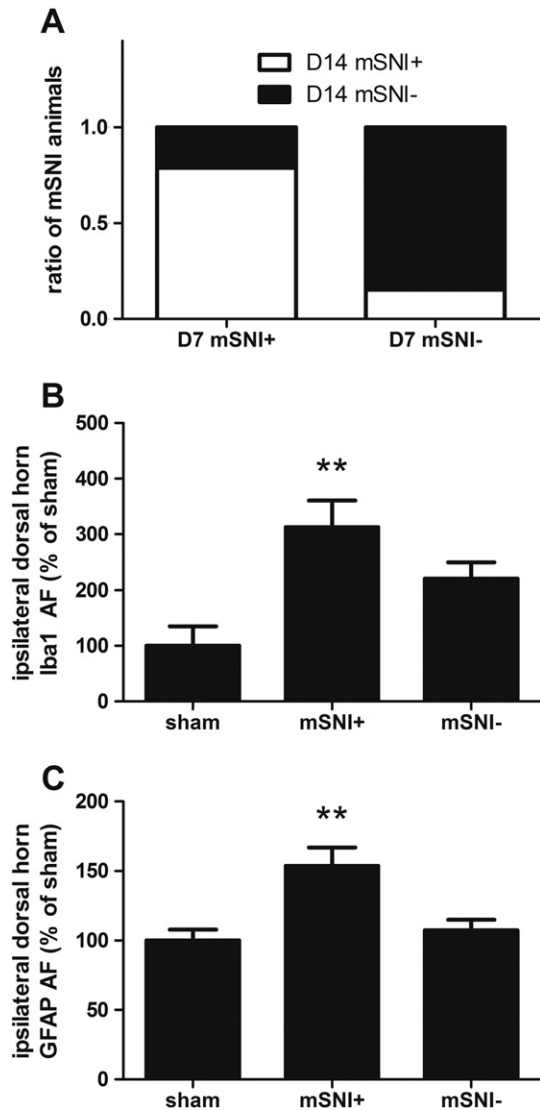 A
D14 mSNI+
D14 mSNI-
ratio of mSNI animals
1.0
0.5
0.0
D7 mSNI+
D7 mSNI-
B
ipsilateral dorsal horn
Iba1 AF (% of sham)
500
400
300
200
100
0
**
sham
mSNI+
mSNI-
C
ipsilateral dorsal horn
GFAP AF (% of sham)
200
150
100
50
0
**
sham
mSNI+
mSNI-